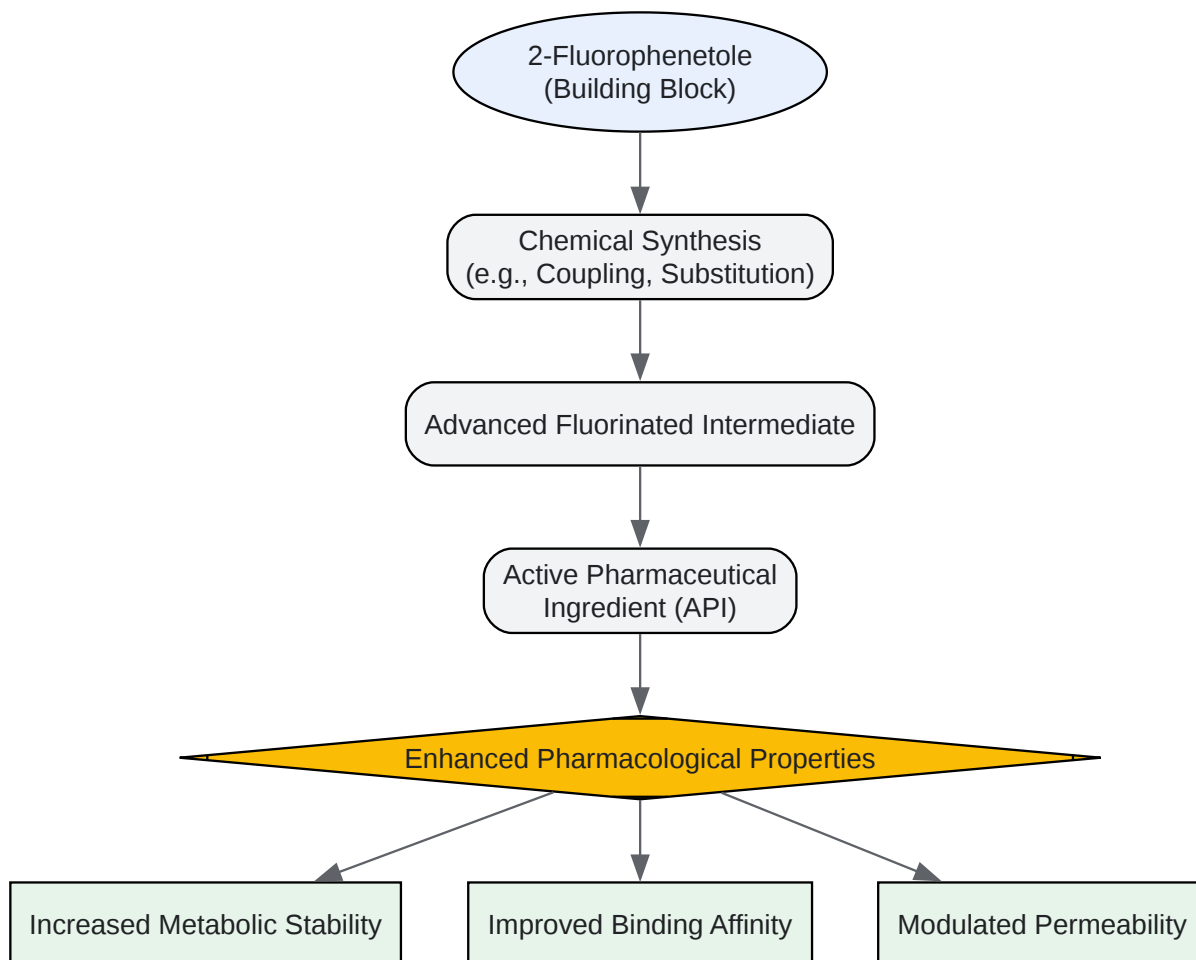 2-Fluorophenetole
(Building Block)
Chemical Synthesis
(e.g., Coupling, Substitution)
Advanced Fluorinated Intermediate
Active Pharmaceutical
Ingredient (API)
Enhanced Pharmacological Properties
Increased Metabolic Stability
Improved Binding Affinity
Modulated Permeability